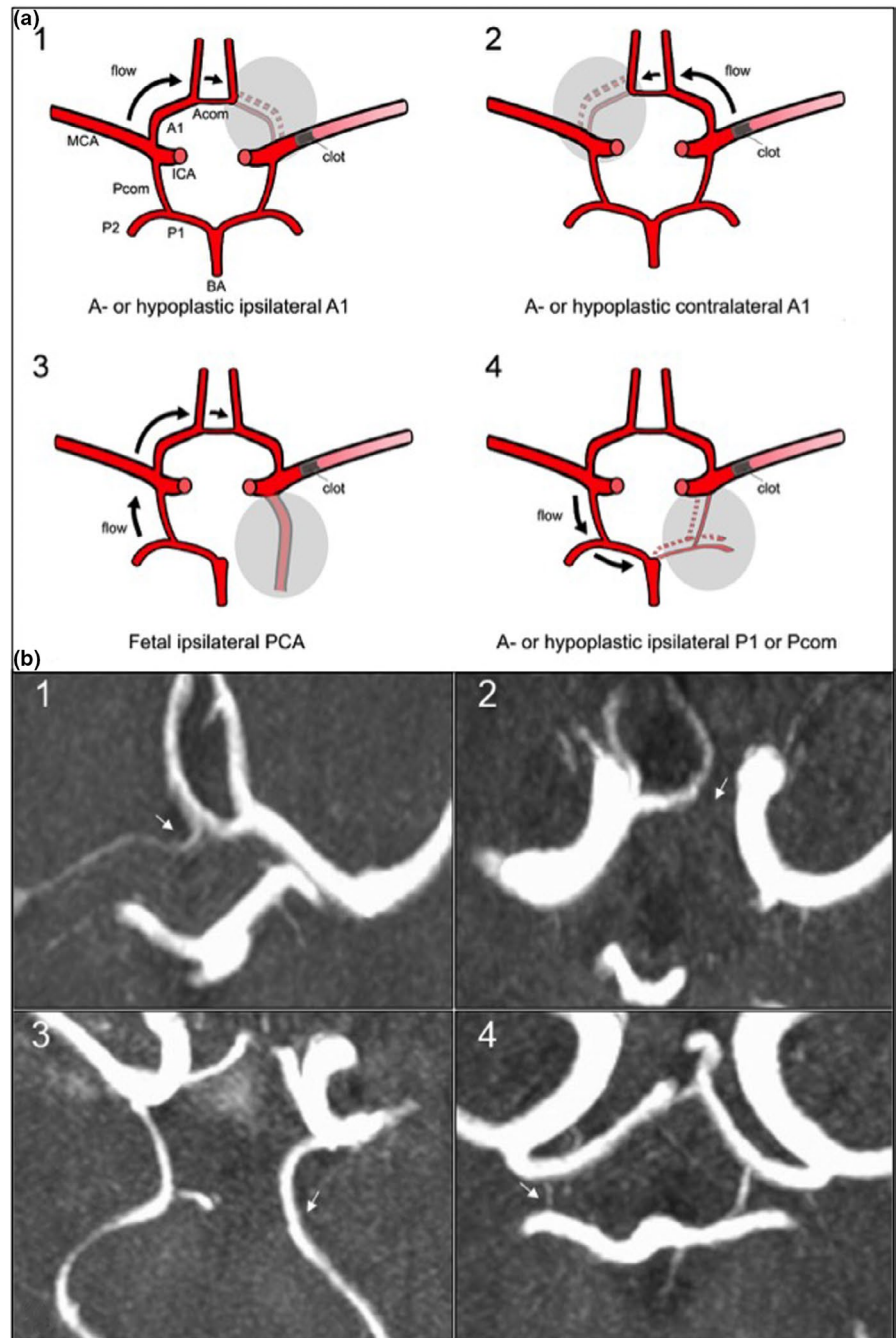 (a)
1
2
flow
flow
Acom
A1
MCA
clot
clot
ICA
Pcom
P2
P1
BA
A- or hypoplastic ipsilateral A1
A- or hypoplastic contralateral A1
3
4
clot
clot
flow
flow
Fetal ipsilateral PCA
A- or hypoplastic ipsilateral P1 or Pcom
(b)
1
2
3
4